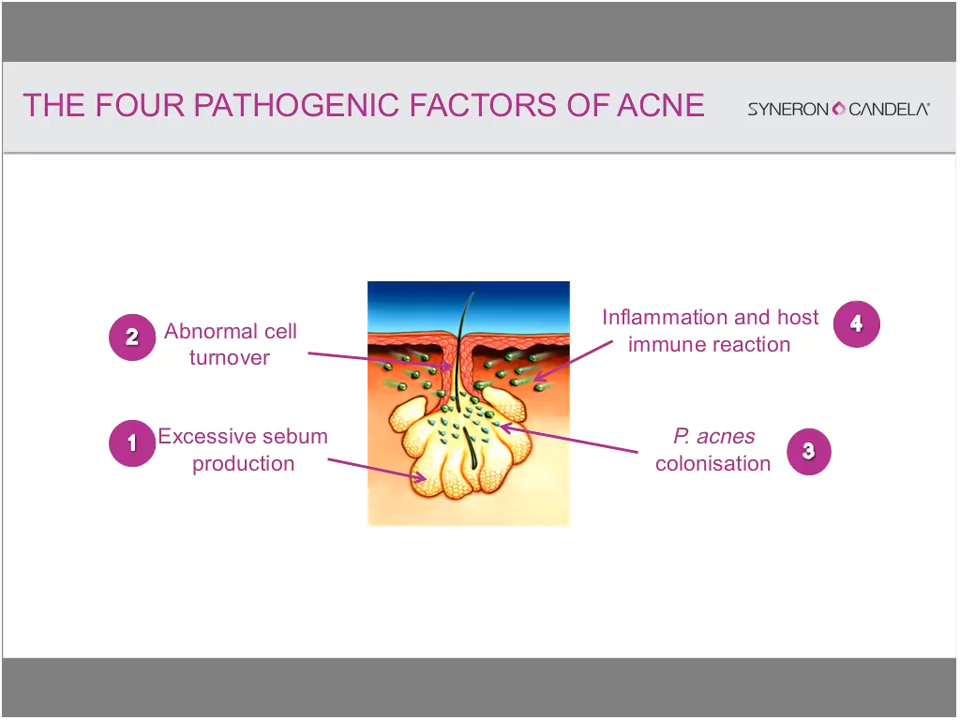 THE FOUR PATHOGENIC FACTORS OF ACNE
SYNERON CANDELA®
2
Abnormal cell
turnover
Inflammation and host
immune reaction
4
1
Excessive sebum
production
P. acnes
colonisation
3